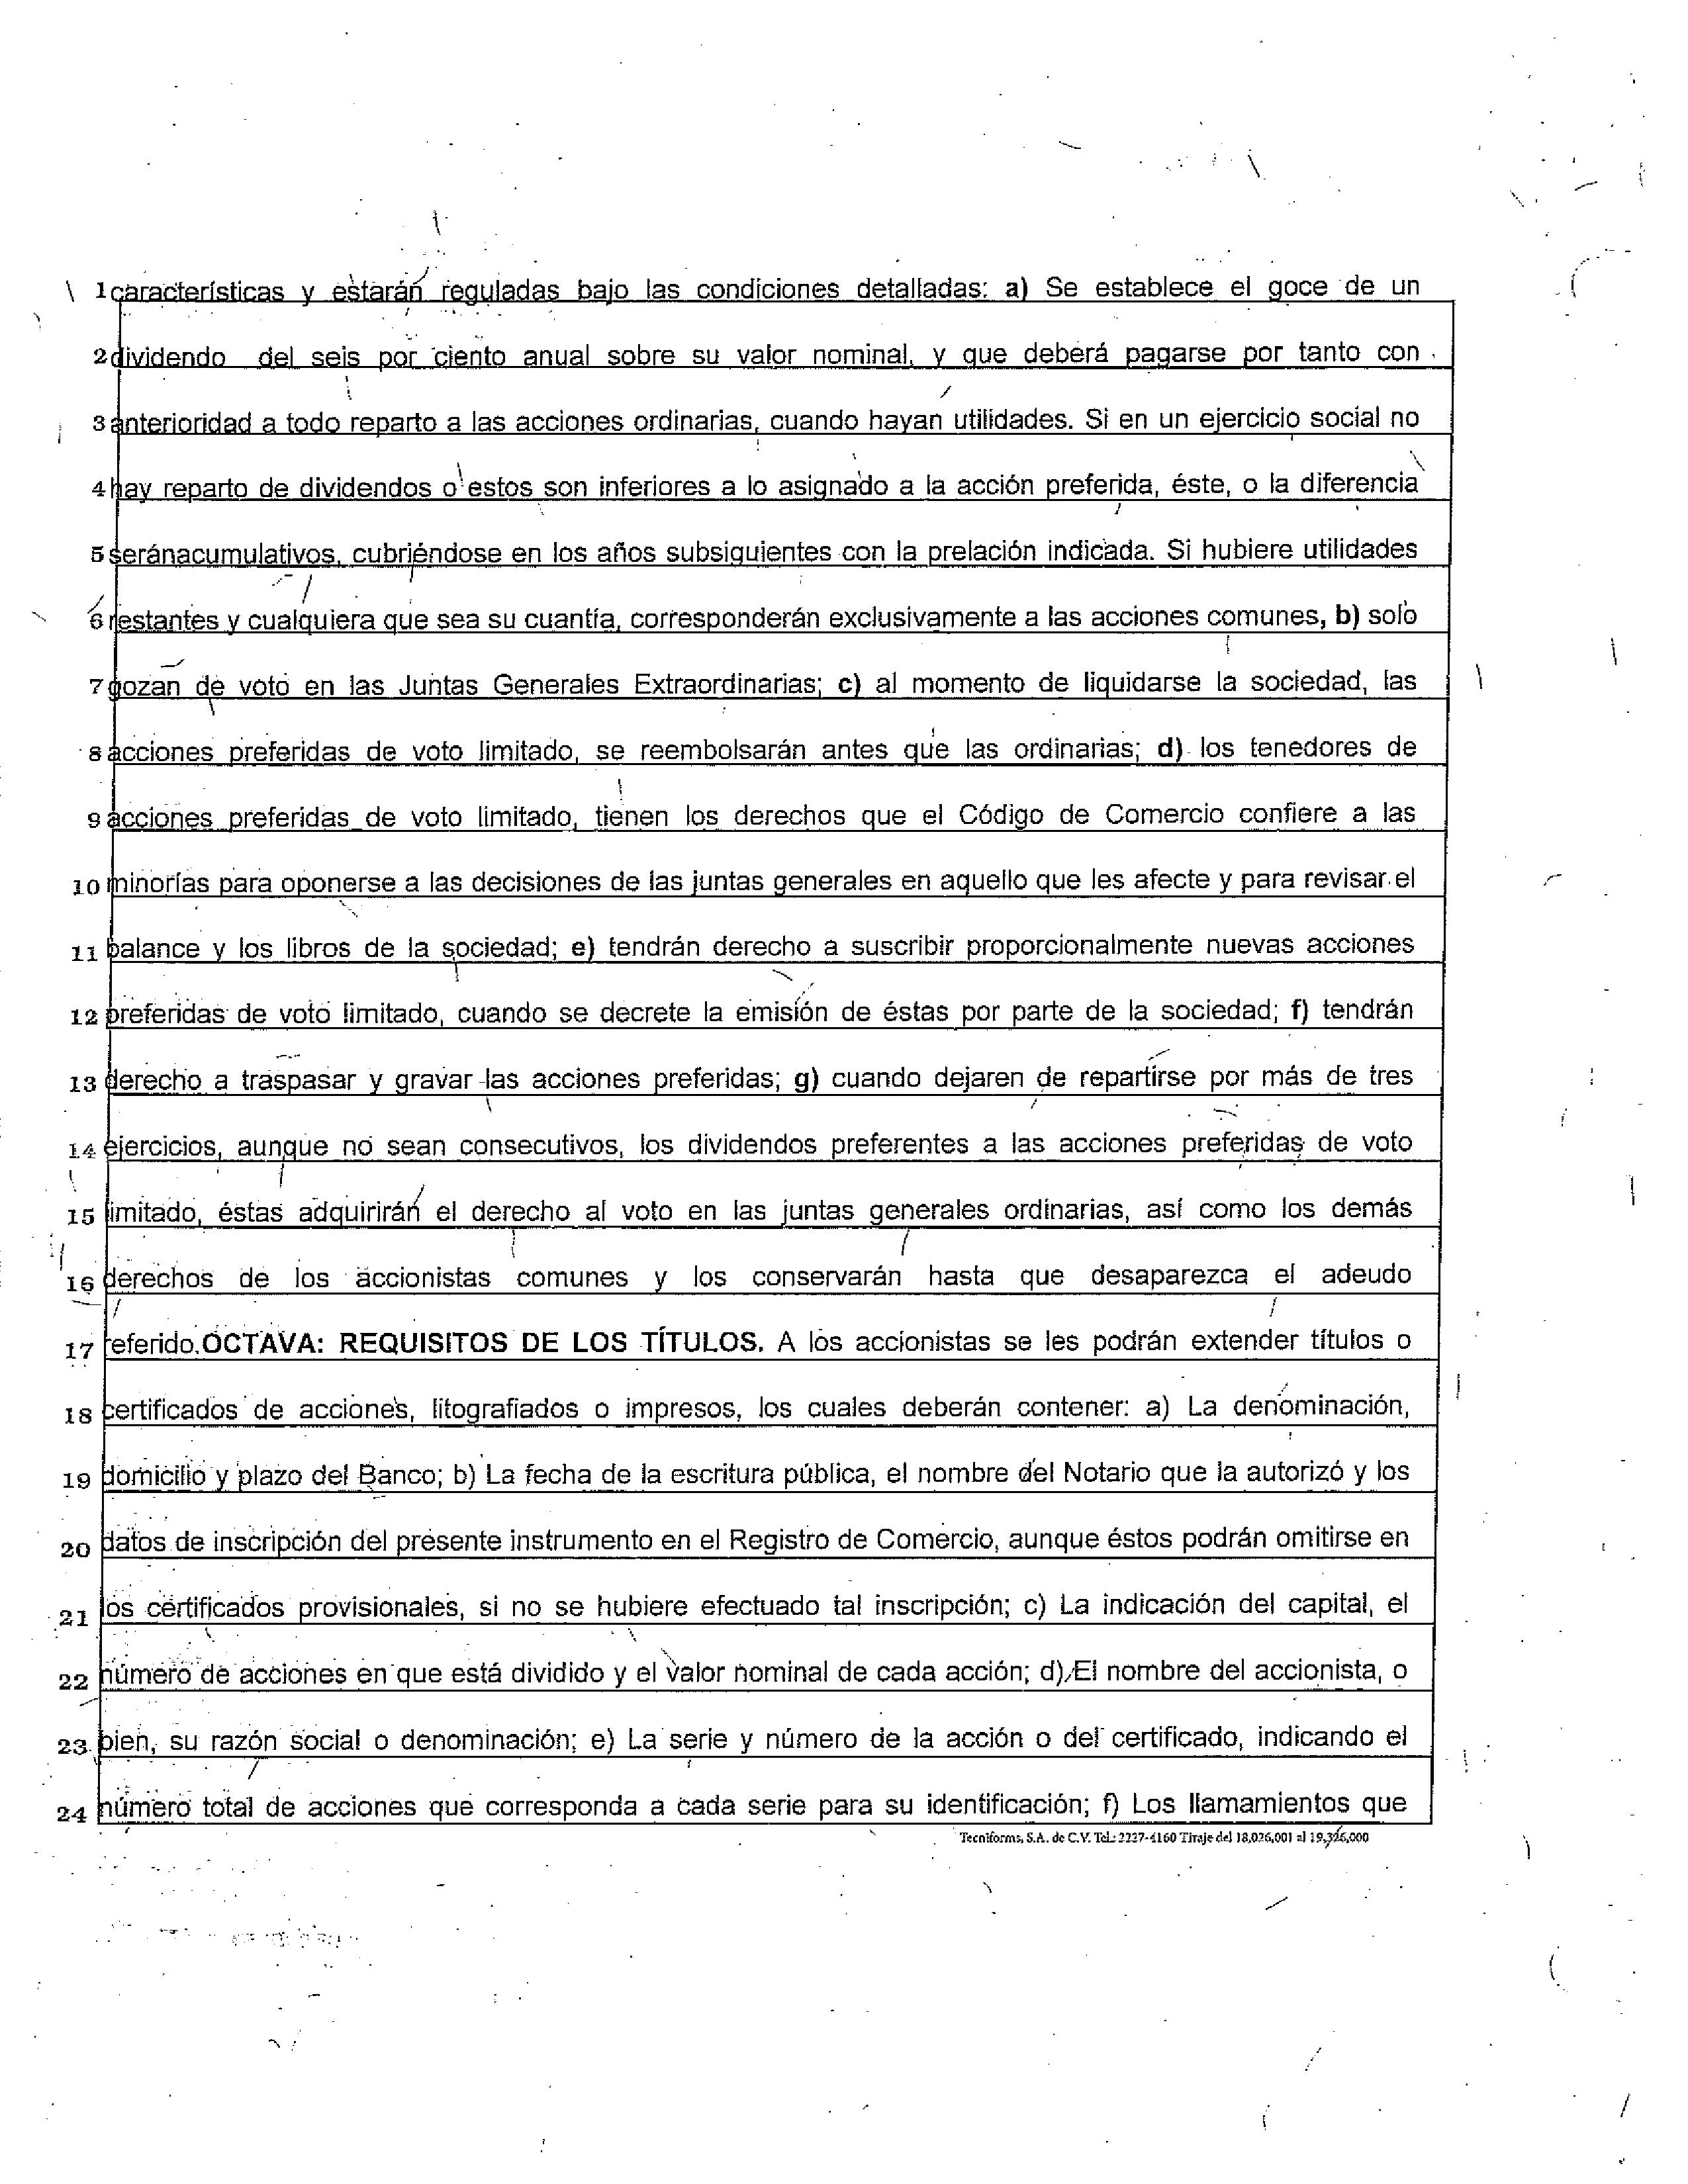 1 características y estarán reguladas bajo las condiciones detalladas: a) Se establece el goce de un
2 dividendo del seis por ciento anual sobre su valor nominal, y que deberá pagarse por tanto con
3 anterioridad a todo reparto a las acciones ordinarias, cuando hayan utilidades. Si en un ejercicio social no
4 hay reparto de dividendos o estos son inferiores a lo asignado a la acción preferida, éste, o la diferencia
5 seránacumulativos, cubriéndose en los años subsiguientes con la prelación indicada. Si hubiere utilidades
6 restantes y cualquiera que sea su cuantía, corresponderán exclusivamente a las acciones comunes, b) solo
7 gozan de voto en las Juntas Generales Extraordinarias; c) al momento de liquidarse la sociedad, las
8 acciones preferidas de voto limitado, se reembolsarán antes que las ordinarias; d) los tenedores de
9 acciones preferidas de voto limitado, tienen los derechos que el Código de Comercio confiere a las
10 minorías para oponerse a las decisiones de las juntas generales en aquello que les afecte y para revisar el
11 balance y los libros de la sociedad; e) tendrán derecho a suscribir proporcionalmente nuevas acciones
12 preferidas de voto limitado, cuando se decrete la emisión de éstas por parte de la sociedad; f) tendrán
13 derecho a traspasar y gravar las acciones preferidas; g) cuando dejaren de repartirse por más de tres
14 ejercicios, aunque no sean consecutivos, los dividendos preferentes a las acciones preferidas de voto
15 limitado, éstas adquirirán el derecho al voto en las juntas generales ordinarias, así como los demás
16 derechos de los accionistas comunes y los conservarán hasta que desaparezca el adeudo
17 referido.OCTAVA: REQUISITOS DE LOS TÍTULOS. A los accionistas se les podrán extender títulos o
18 certificados de acciones, litografiados o impresos, los cuales deberán contener: a) La denominación,
19 domicilio y plazo del Banco; b) La fecha de la escritura pública, el nombre del Notario que la autorizó y los
20 datos de inscripción del presente instrumento en el Registro de Comercio, aunque éstos podrán omitirse en
21 los certificados provisionales, si no se hubiere efectuado tal inscripción; c) La indicación del capital, el
22 número de acciones en que está dividido y el valor nominal de cada acción; d) El nombre del accionista, o
23 bien, su razón social o denominación; e) La serie y número de la acción o del certificado, indicando el
24 número total de acciones que corresponda a cada serie para su identificación; f) Los llamamientos que
Tecniforms, S.A. de C.V. Tel.: 2227-4160 Tiraje del 18,026,001 al 19,326,000